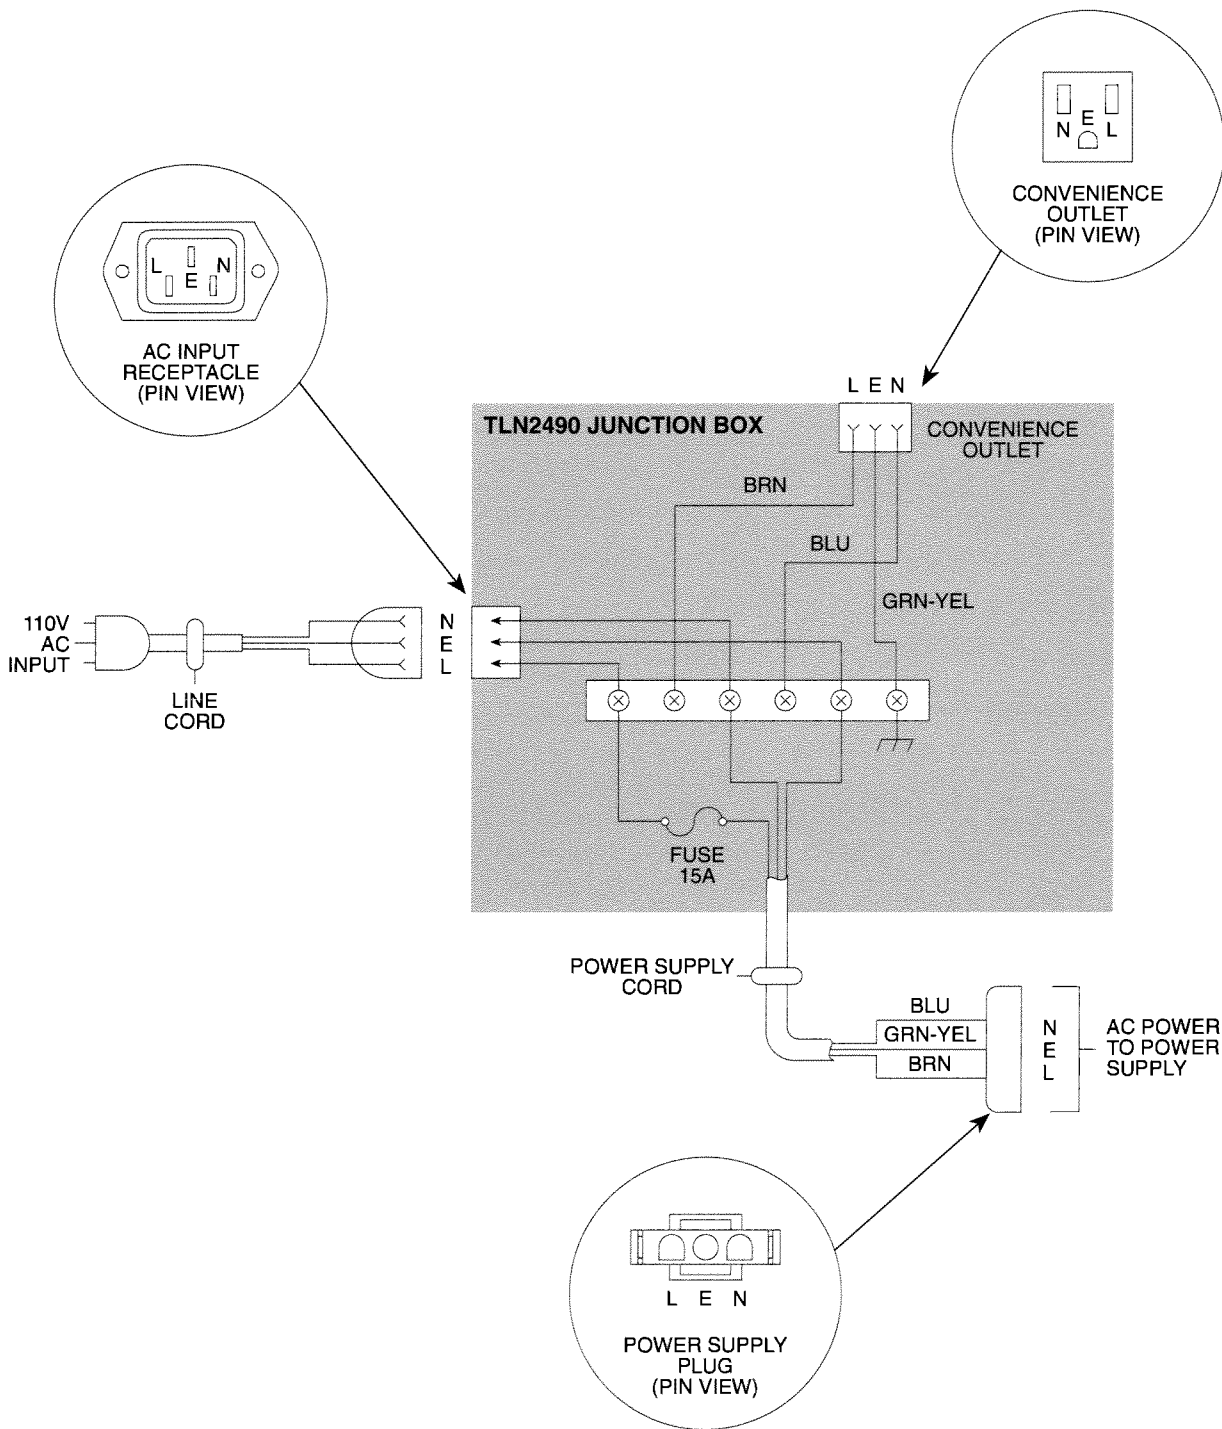 N E L
CONVENIENCE
OUTLET
(PIN VIEW)
L E N
AC INPUT
RECEPTACLE
(PIN VIEW)
L E N
TLN2490 JUNCTION BOX
CONVENIENCE
OUTLET
BRN
BLU
GRN-YEL
110V
AC
INPUT
LINE
CORD
N
E
L
FUSE
15A
POWER SUPPLY
CORD
BLU
GRN-YEL
BRN
N
E
L
AC POWER
TO POWER
SUPPLY
L E N
POWER SUPPLY
PLUG
(PIN VIEW)